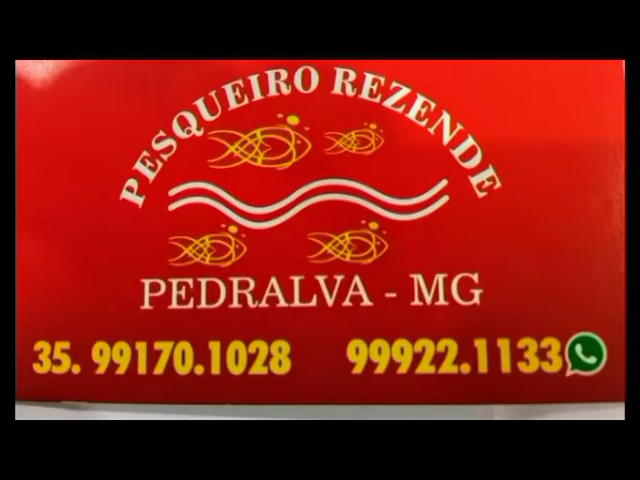 PESQUEIRO REZENDE
PEDRALVA - MG
35. 99170.1028 99922.1133